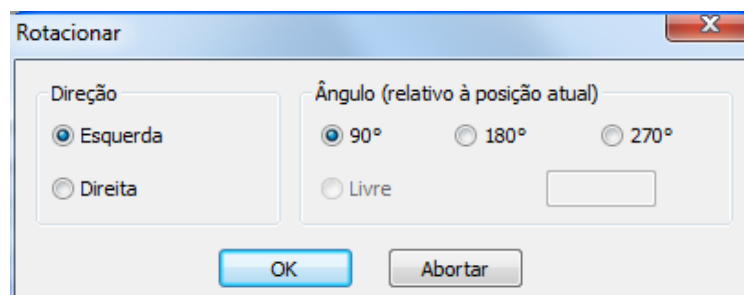 Rotacionar
Direção
Esquerda
Direita
Ângulo (relativo à posição atual)
90° 180° 270°
Livre
OK Abortar